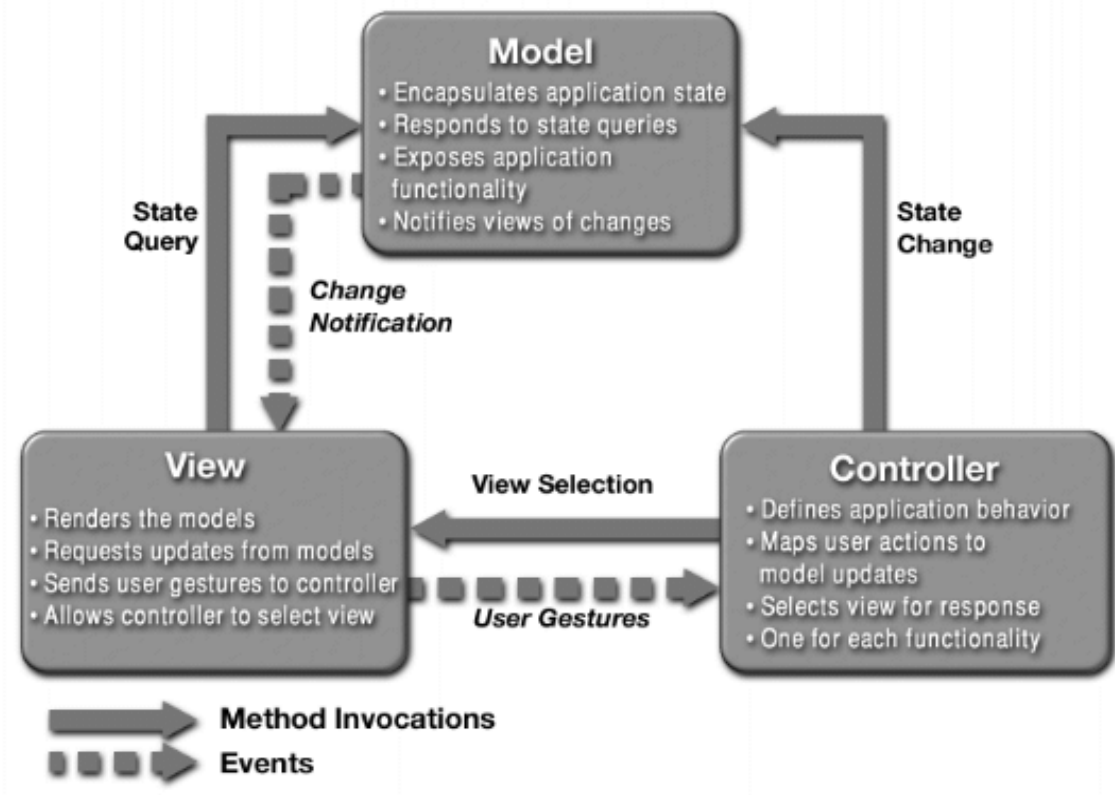 Model
• Encapsulates application state
• Responds to state queries
• Exposes application
functionality
• Notifies views of changes
State
Query
State
Change
Change
Notification
View
• Renders the models
• Requests updates from models
• Sends user gestures to controller
• Allows controller to select view
View Selection
User Gestures
Controller
• Defines application behavior
• Maps user actions to
model updates
• Selects view for response
• One for each functionality
Method Invocations
Events